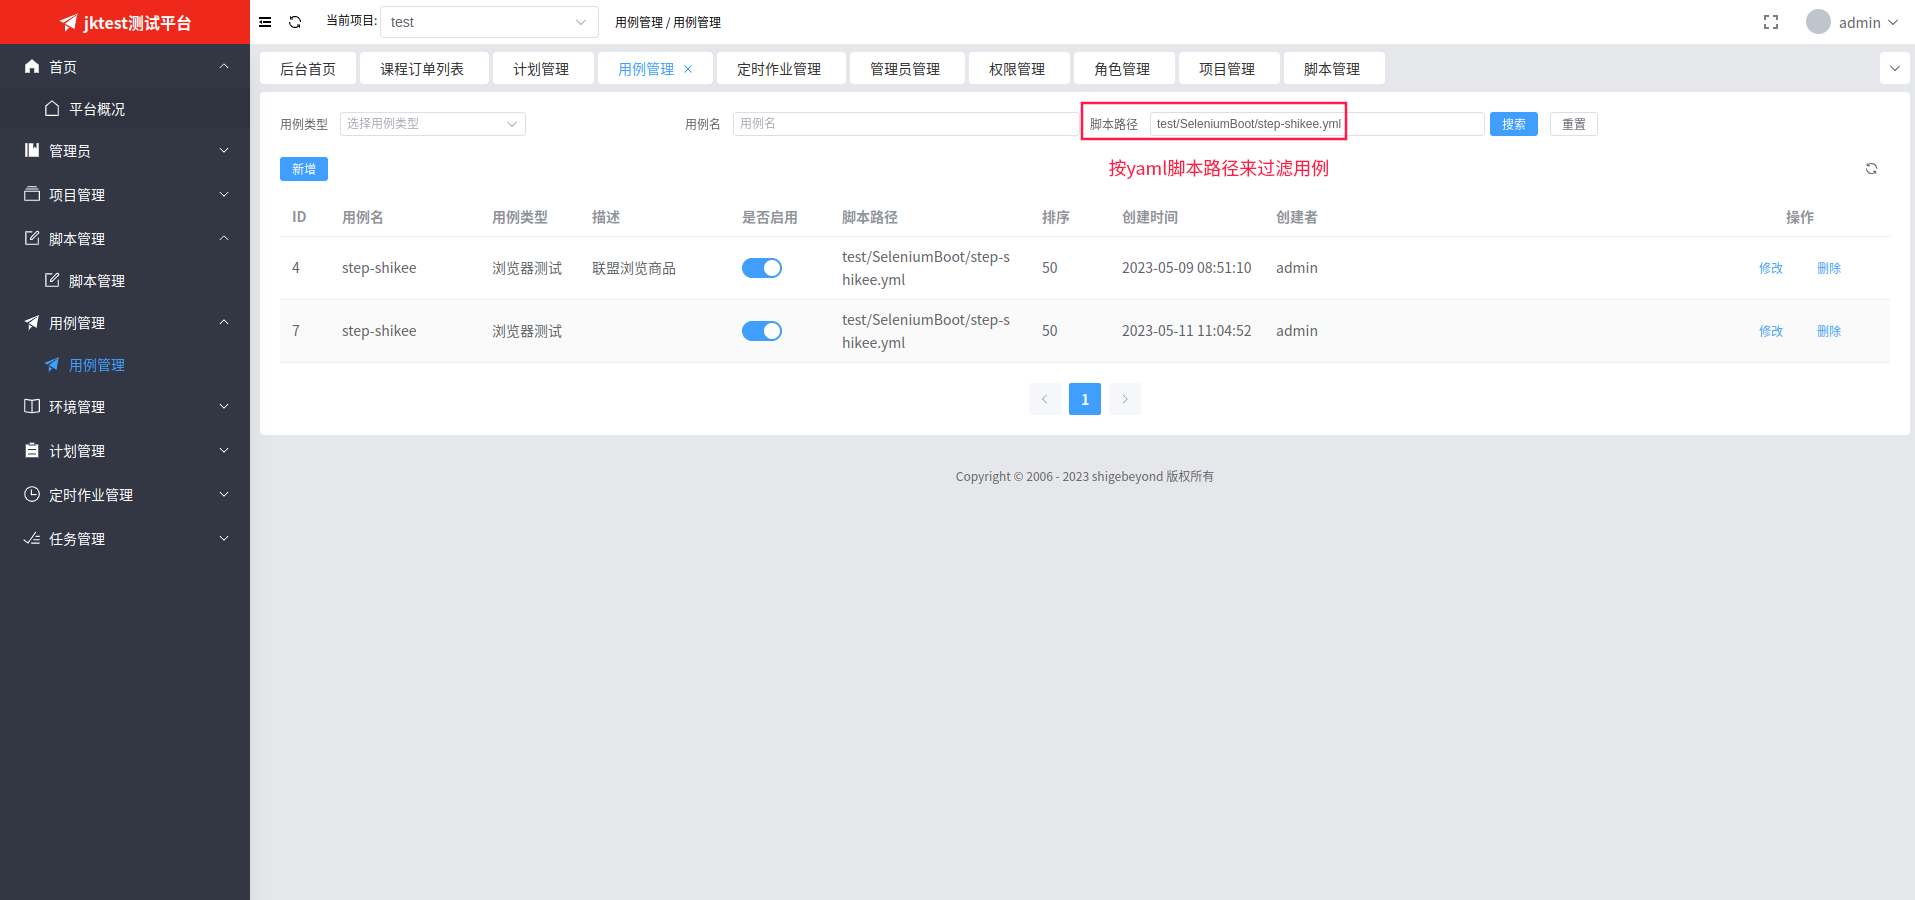 jktest测试平台
当前项目:
test
用例管理 / 用例管理
admin
首页
平台概况
管理员
项目管理
脚本管理
脚本管理
用例管理
用例管理
环境管理
计划管理
定时作业管理
任务管理
后台首页
课程订单列表
计划管理
用例管理
定时作业管理
管理员管理
权限管理
角色管理
项目管理
脚本管理
用例类型 选择用例类型 用例名 用例名 脚本路径 test/SeleniumBoot/step-shikee.yml 搜索 重置
新增
按yaml脚本路径来过滤用例
ID 用例名 用例类型 描述 是否启用 脚本路径 排序 创建时间 创建者 操作
4 step-shikee 浏览器测试 联盟浏览商品 test/SeleniumBoot/step-s 50 2023-05-09 08:51:10 admin 修改 删除
hikee.yml
7 step-shikee 浏览器测试 test/SeleniumBoot/step-s 50 2023-05-11 11:04:52 admin 修改 删除
hikee.yml
1
Copyright © 2006 - 2023 shigebeyond 版权所有